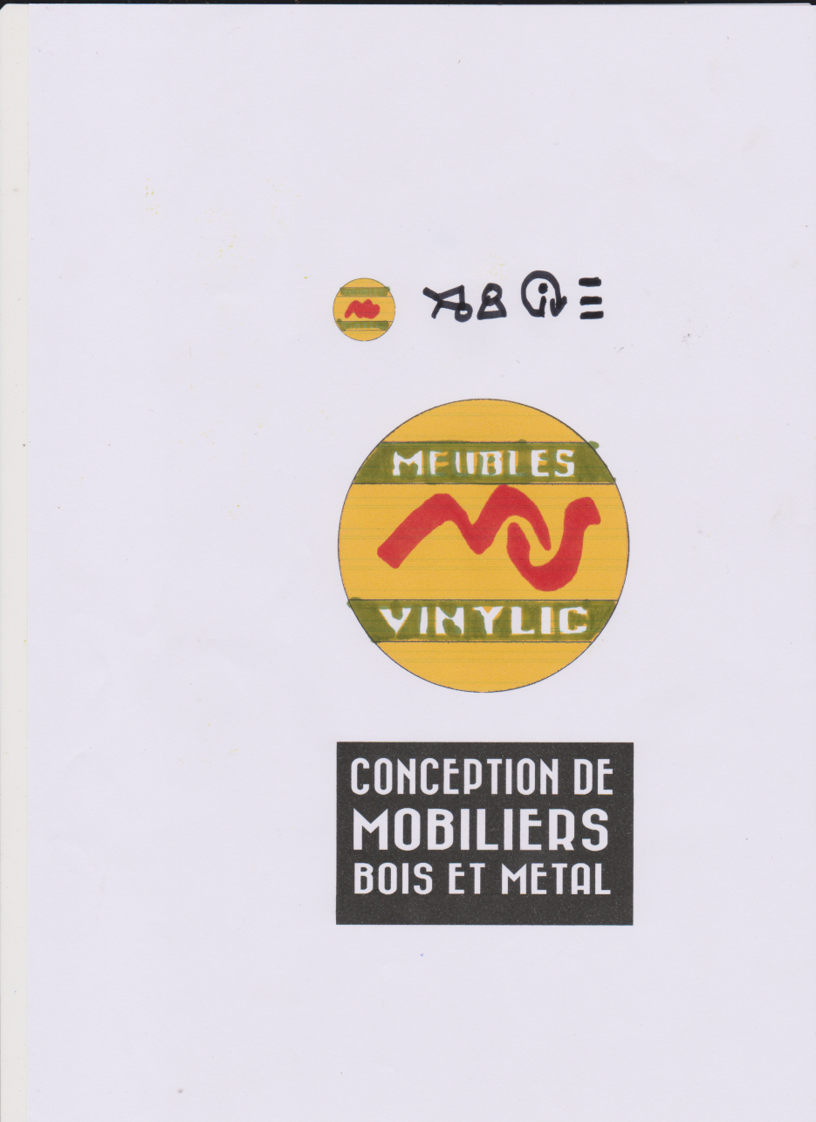 MEUBLES
VINYLIC
CONCEPTION DE
MOBILIERS
BOIS ET METAL